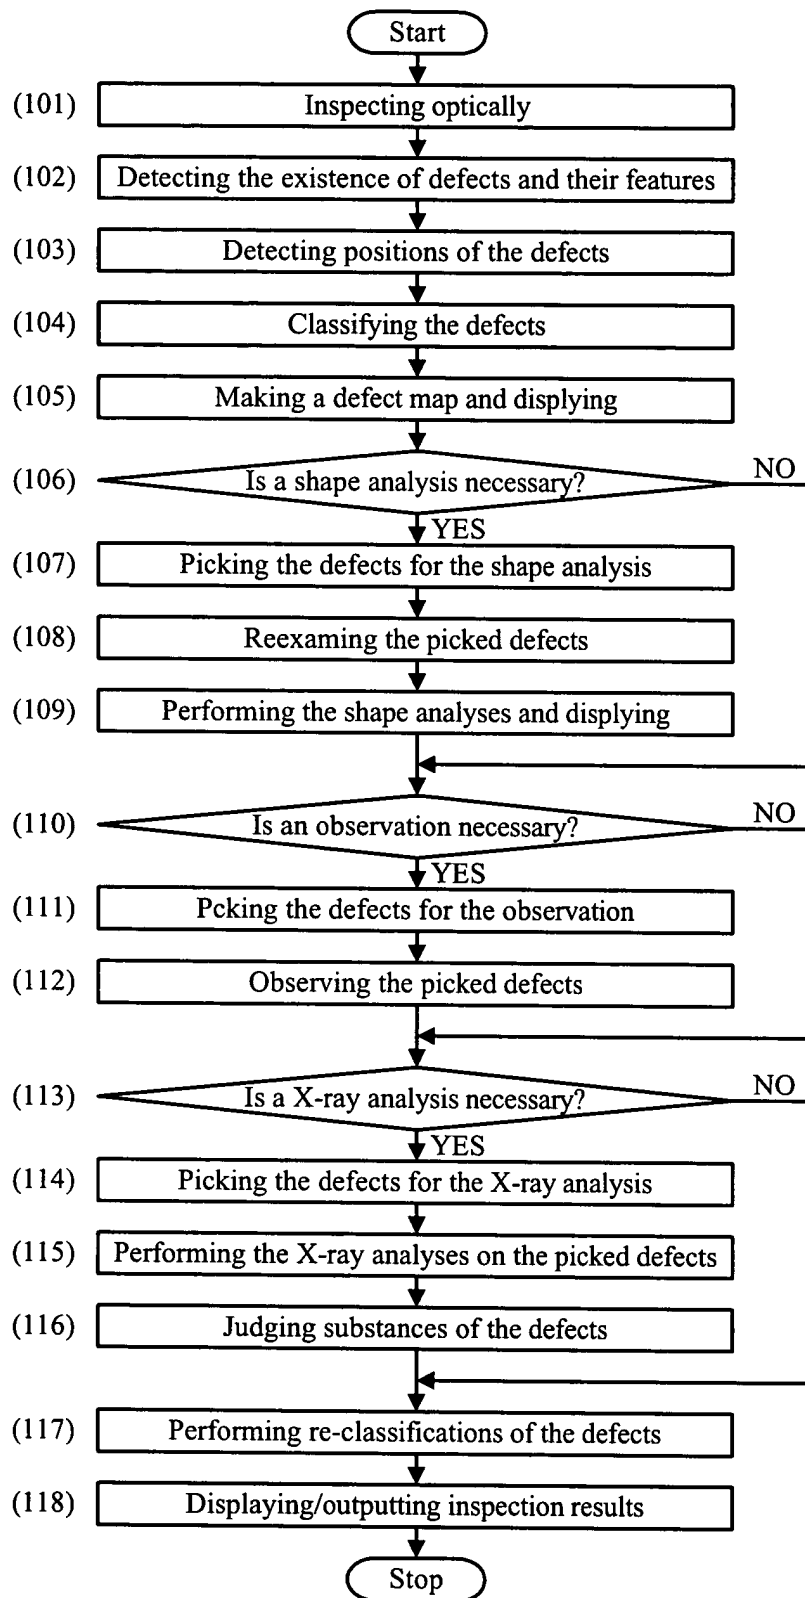 Start
(101) Inspecting optically
(102) Detecting the existence of defects and their features
(103) Detecting positions of the defects
(104) Classifying the defects
(105) Making a defect map and displying
(106) Is a shape analysis necessary? NO
YES
(107) Picking the defects for the shape analysis
(108) Reexaming the picked defects
(109) Performing the shape analyses and displying
(110) Is an observation necessary? NO
YES
(111) Pcking the defects for the observation
(112) Observing the picked defects
(113) Is a X-ray analysis necessary? NO
YES
(114) Picking the defects for the X-ray analysis
(115) Performing the X-ray analyses on the picked defects
(116) Judging substances of the defects
(117) Performing re-classifications of the defects
(118) Displaying/outputting inspection results
Stop